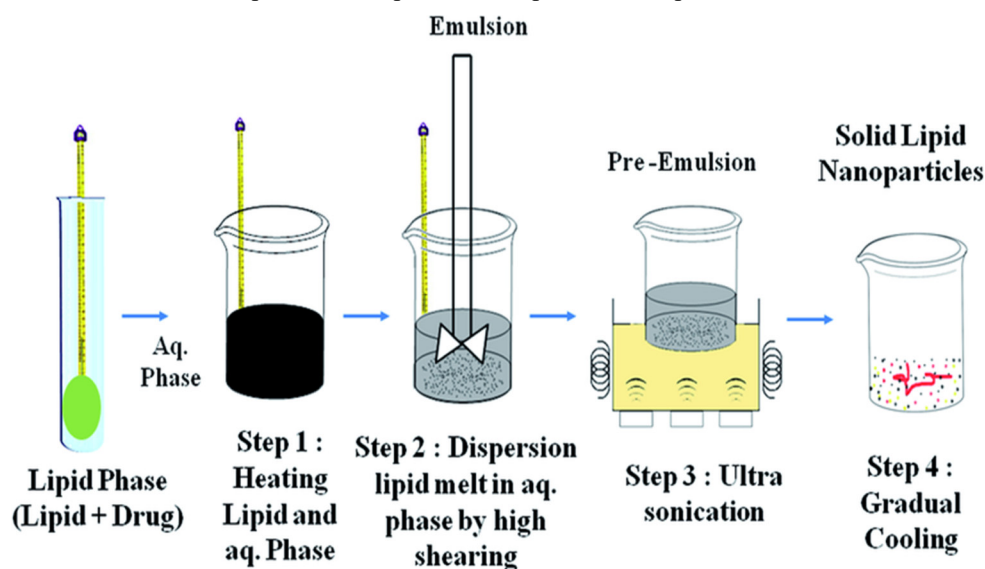 Emulsion
Pre-Emulsion
Solid Lipid
Nanoparticles
Aq.
Phase
Lipid Phase
(Lipid + Drug)
Step 1 :
Heating
Lipid and
aq. Phase
Step 2 : Dispersion
lipid melt in aq.
phase by high
shearing
Step 3 : Ultra
sonication
Step 4 :
Gradual
Cooling